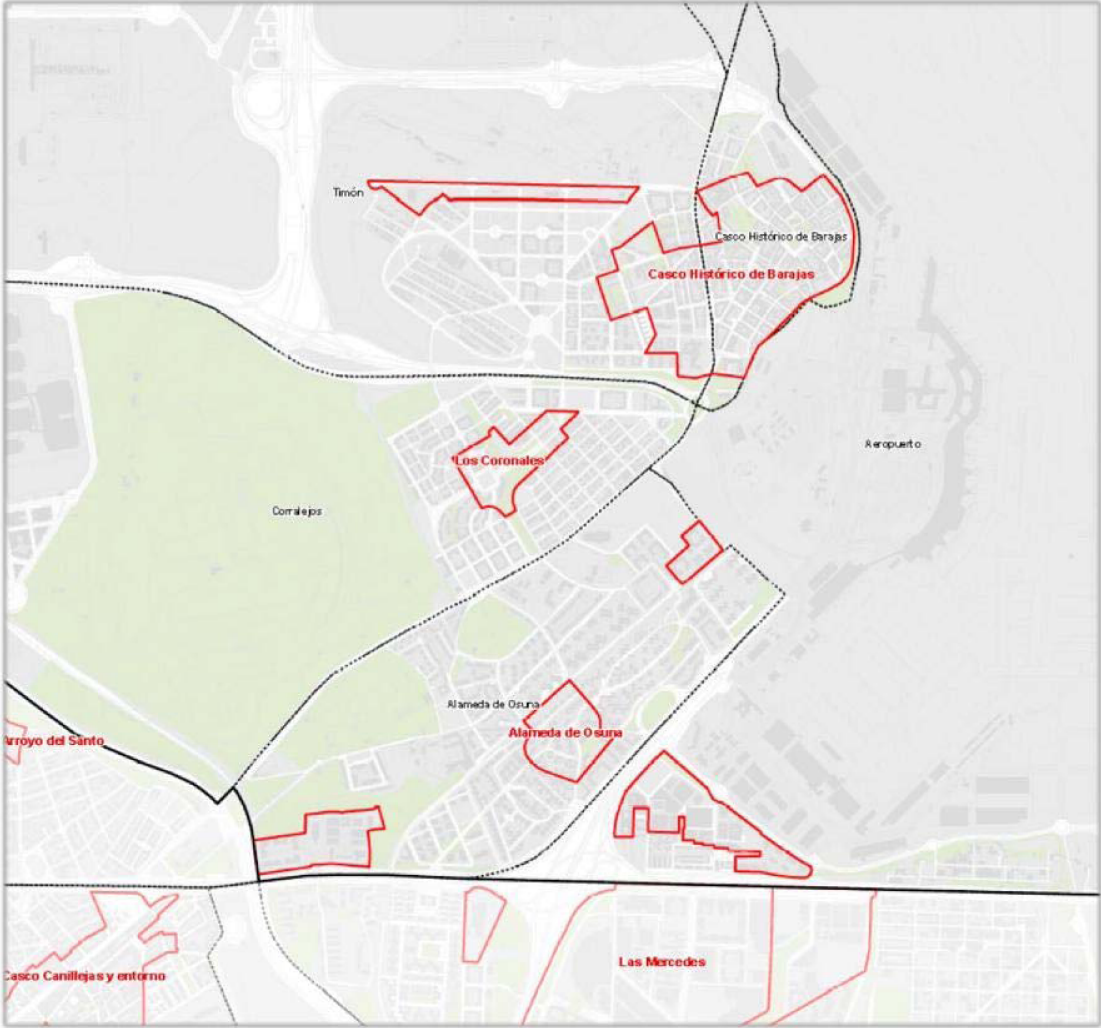 Timón
Casco Histórico de Barajas
Casco Histórico de Barajas
Aeropuerto
Los Coronales
Corralejos
Alameda de Osuna
Alameda de Osuna
Arroyo del Santo
Las Mercedes
Casco Canillejas y entorno